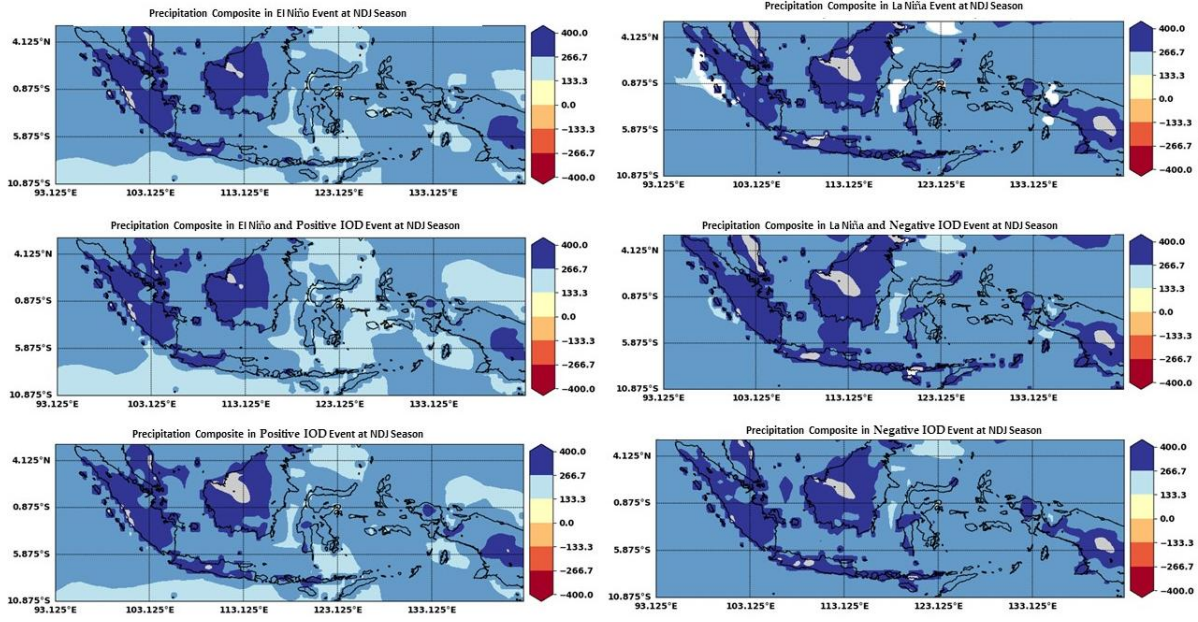 Precipitation Composite in El Niño Event at NDJ Season
4.125°N
0.875°S
5.875°S
10.875°S
93.125°E 103.125°E 113.125°E 123.125°E 133.125°E
400.0
266.7
133.3
0.0
−133.3
−266.7
−400.0
Precipitation Composite in La Niña Event at NDJ Season
4.125°N
0.875°S
5.875°S
10.875°S
93.125°E 103.125°E 113.125°E 123.125°E 133.125°E
400.0
266.7
133.3
0.0
−133.3
−266.7
−400.0
Precipitation Composite in El Niño and Positive IOD Event at NDJ Season
4.125°N
0.875°S
5.875°S
10.875°S
93.125°E 103.125°E 113.125°E 123.125°E 133.125°E
400.0
266.7
133.3
0.0
−133.3
−266.7
−400.0
Precipitation Composite in La Niña and Negative IOD Event at NDJ Season
4.125°N
0.875°S
5.875°S
10.875°S
93.125°E 103.125°E 113.125°E 123.125°E 133.125°E
400.0
266.7
133.3
0.0
−133.3
−266.7
−400.0
Precipitation Composite in Positive IOD Event at NDJ Season
4.125°N
0.875°S
5.875°S
10.875°S
93.125°E 103.125°E 113.125°E 123.125°E 133.125°E
400.0
266.7
133.3
0.0
−133.3
−266.7
−400.0
Precipitation Composite in Negative IOD Event at NDJ Season
4.125°N
0.875°S
5.875°S
10.875°S
93.125°E 103.125°E 113.125°E 123.125°E 133.125°E
400.0
266.7
133.3
0.0
−133.3
−266.7
−400.0